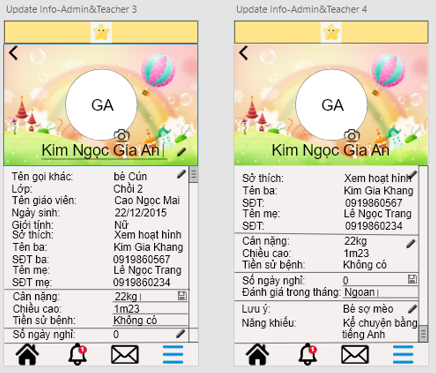 Update Info-Admin&Teacher 3
GA
Kim Ngọc Gia An
Tên gọi khác: bé Cún
Lớp: Chồi 2
Tên giáo viên: Cao Ngọc Mai
Ngày sinh: 22/12/2015
Giới tính: Nữ
Sở thích: Xem hoạt hình
Tên ba: Kim Gia Khang
SĐT ba: 0919860567
Tên mẹ: Lê Ngọc Trang
SĐT mẹ: 0919860234
Cân nặng: 22kg
Chiều cao: 1m23
Tiền sử bệnh: Không có
Số ngày nghỉ: 0
Update Info-Admin&Teacher 4
GA
Kim Ngọc Gia An
Sở thích: Xem hoạt hình
Tên ba: Kim Gia Khang
SĐT: 0919860567
Tên mẹ: Lê Ngọc Trang
SĐT: 0919860234
Cân nặng: 22kg
Chiều cao: 1m23
Tiền sử bệnh: Không có
Số ngày nghỉ: 0
Đánh giá trong tháng: Ngoan
Lưu ý: Bé sợ mèo
Năng khiếu: Kể chuyện bằng
tiếng Anh